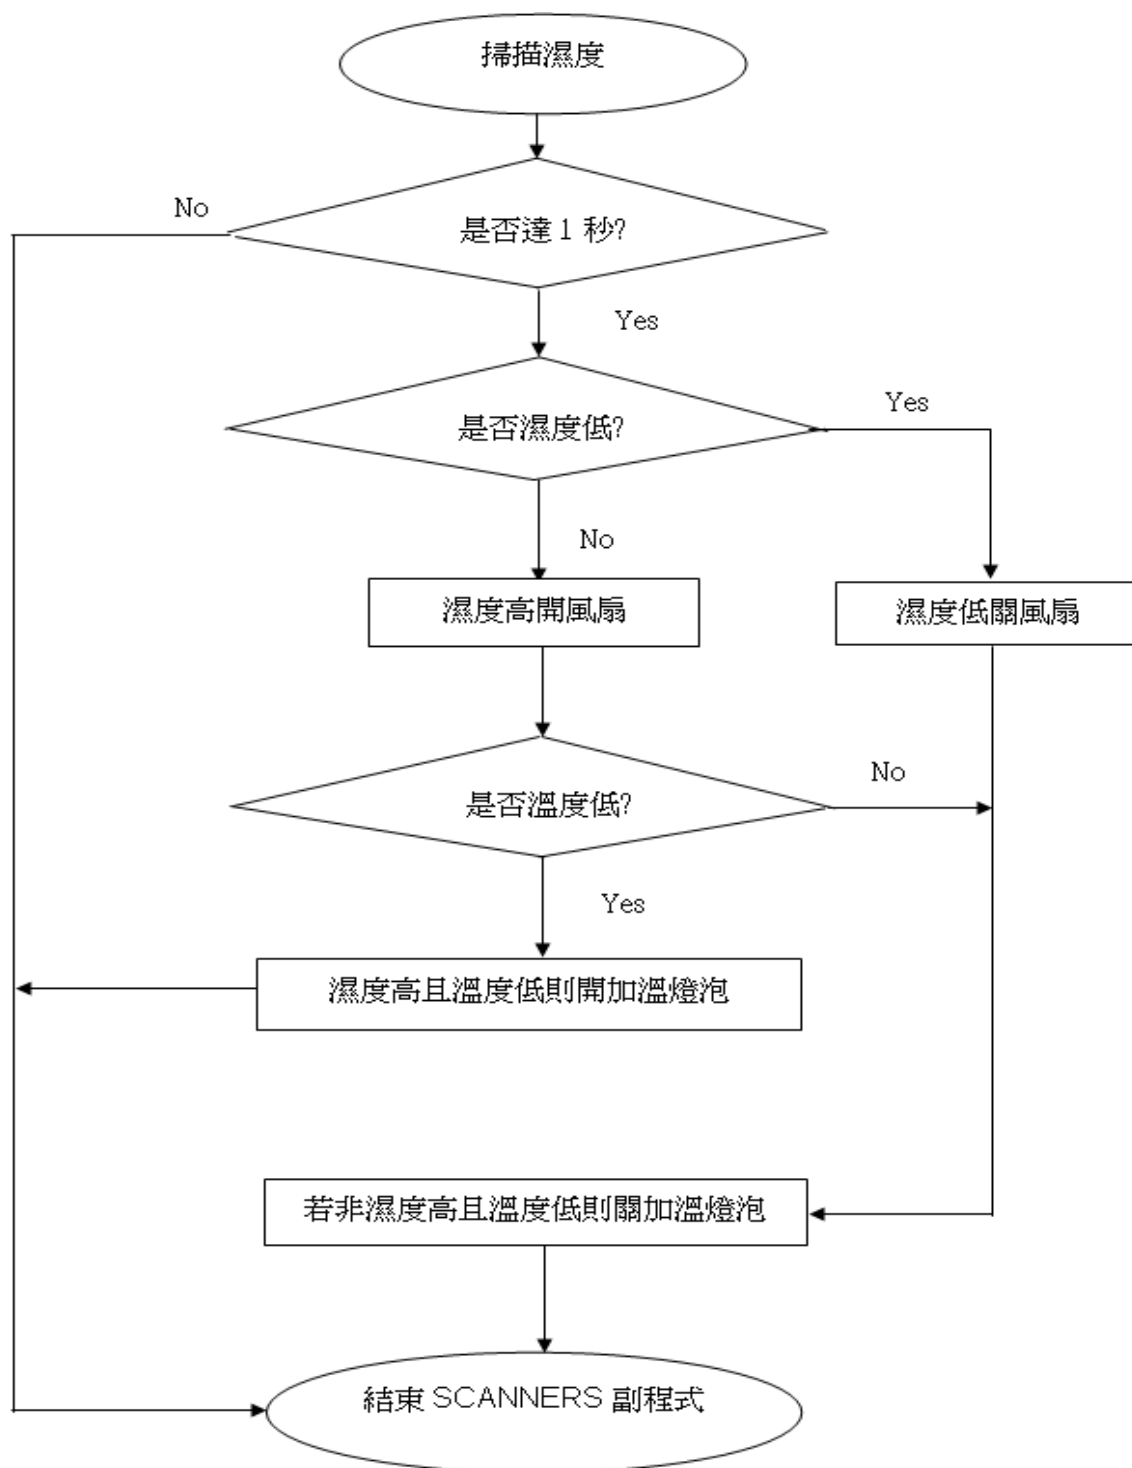 掃描濕度
No
是否達 1 秒?
Yes
Yes
是否濕度低?
No
濕度高開風扇
濕度低關風扇
No
是否溫度低?
Yes
濕度高且溫度低則開加溫燈泡
若非濕度高且溫度低則關加溫燈泡
結束 SCANNERS 副程式